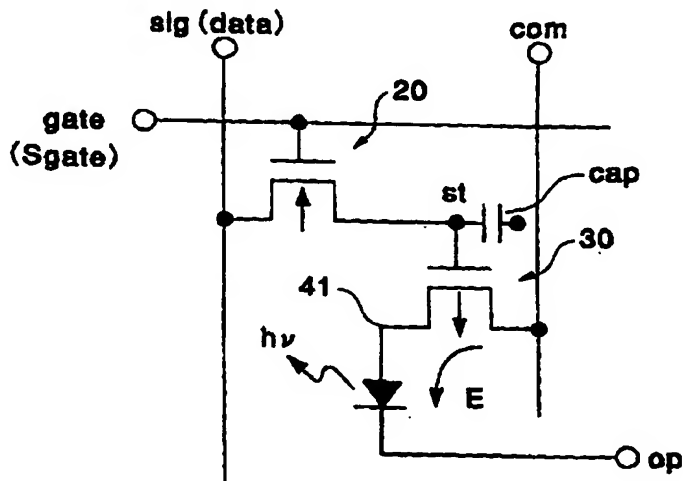 sig (data)
com
gate
(Sgate)
20
st
cap
30
41
hν
E
op